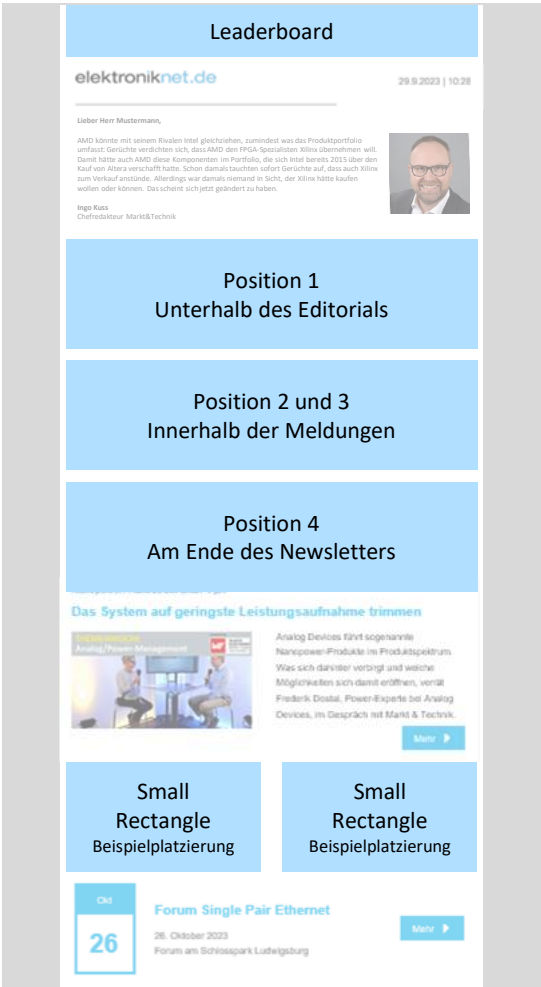 Leaderboard
elektroniknet.de
29.9.2023 | 10:28
Lieber Herr Mustermann,
AMD könnte mit seinem Rivalen Intel gleichziehen, zumindest was das Produktportfolio
umfasst: Gerüchte verdichten sich, dass AMD den FPGA-Spezialisten Xilinx übernehmen will.
Damit hätte auch AMD diese Komponenten im Portfolio, die sich Intel bereits 2015 über den
Kauf von Altera verschafft hatte. Schon damals tauchten sofort Gerüchte auf, dass auch Xilinx
zum Verkauf anstünde. Allerdings war damals niemand in Sicht, der Xilinx hätte kaufen
wollen oder können. Das scheint sich jetzt geändert zu haben.
Ingo Kuss
Chefredakteur Markt&Technik
Position 1
Unterhalb des Editorials
Position 2 und 3
Innerhalb der Meldungen
Position 4
Am Ende des Newsletters
Das System auf geringste Leistungsaufnahme trimmen
THEMENWOCHE
Analog/Power-Management
Analog Devices führt sogenannte
Nanopower-Produkte im Produktspektrum.
Was sich dahinter verbirgt und welche
Möglichkeiten sich damit eröffnen, verrät
Frederik Dostal, Power-Experte bei Analog
Devices, im Gespräch mit Markt & Technik.
Mehr
Small
Rectangle
Beispielplatzierung
Small
Rectangle
Beispielplatzierung
Okt
26
Forum Single Pair Ethernet
26. Oktober 2023
Forum am Schlosspark Ludwigsburg
Mehr